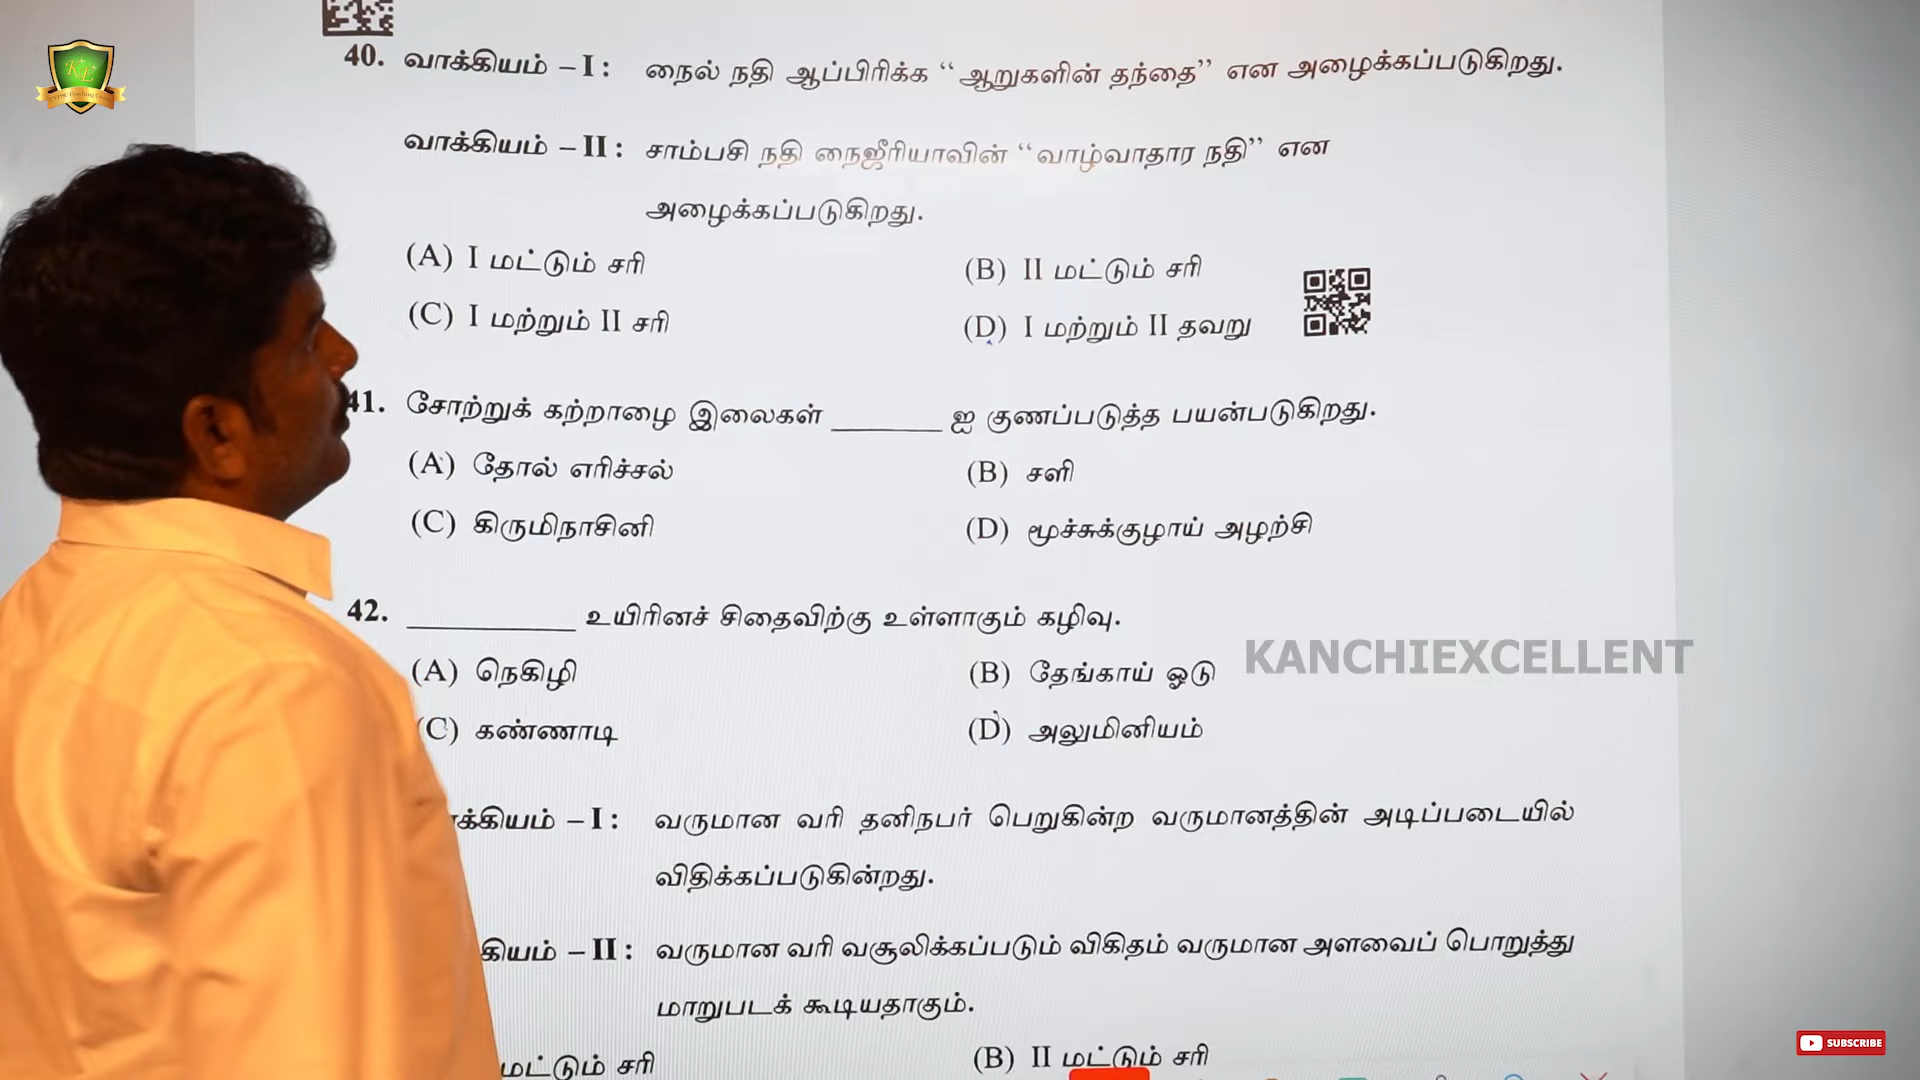 40. வாக்கியம் – I : நைல் நதி ஆப்பிரிக்க “ஆறுகளின் தந்தை” என அழைக்கப்படுகிறது.
வாக்கியம் – II : சாம்பசி நதி நைஜீரியாவின் “வாழ்வாதார நதி” என
அழைக்கப்படுகிறது.
(A) I மட்டும் சரி (B) II மட்டும் சரி
(C) I மற்றும் II சரி (D) I மற்றும் II தவறு
41. சோற்றுக் கற்றாழை இலைகள் ________ ஐ குணப்படுத்த பயன்படுகிறது.
(A) தோல் எரிச்சல் (B) சளி
(C) கிருமிநாசினி (D) மூச்சுக்குழாய் அழற்சி
42. ________ உயிரினச் சிதைவிற்கு உள்ளாகும் கழிவு.
KANCHIEXCELLENT
(A) நெகிழி (B) தேங்காய் ஓடு
(C) கண்ணாடி (D) அலுமினியம்
க்கியம் – I : வருமான வரி தனிநபர் பெறுகின்ற வருமானத்தின் அடிப்படையில்
விதிக்கப்படுகின்றது.
கியம் – II : வருமான வரி வசூலிக்கப்படும் விகிதம் வருமான அளவைப் பொறுத்து
மாறுபடக் கூடியதாகும்.
மட்டும் சரி (B) II மட்டும் சரி
SUBSCRIBE